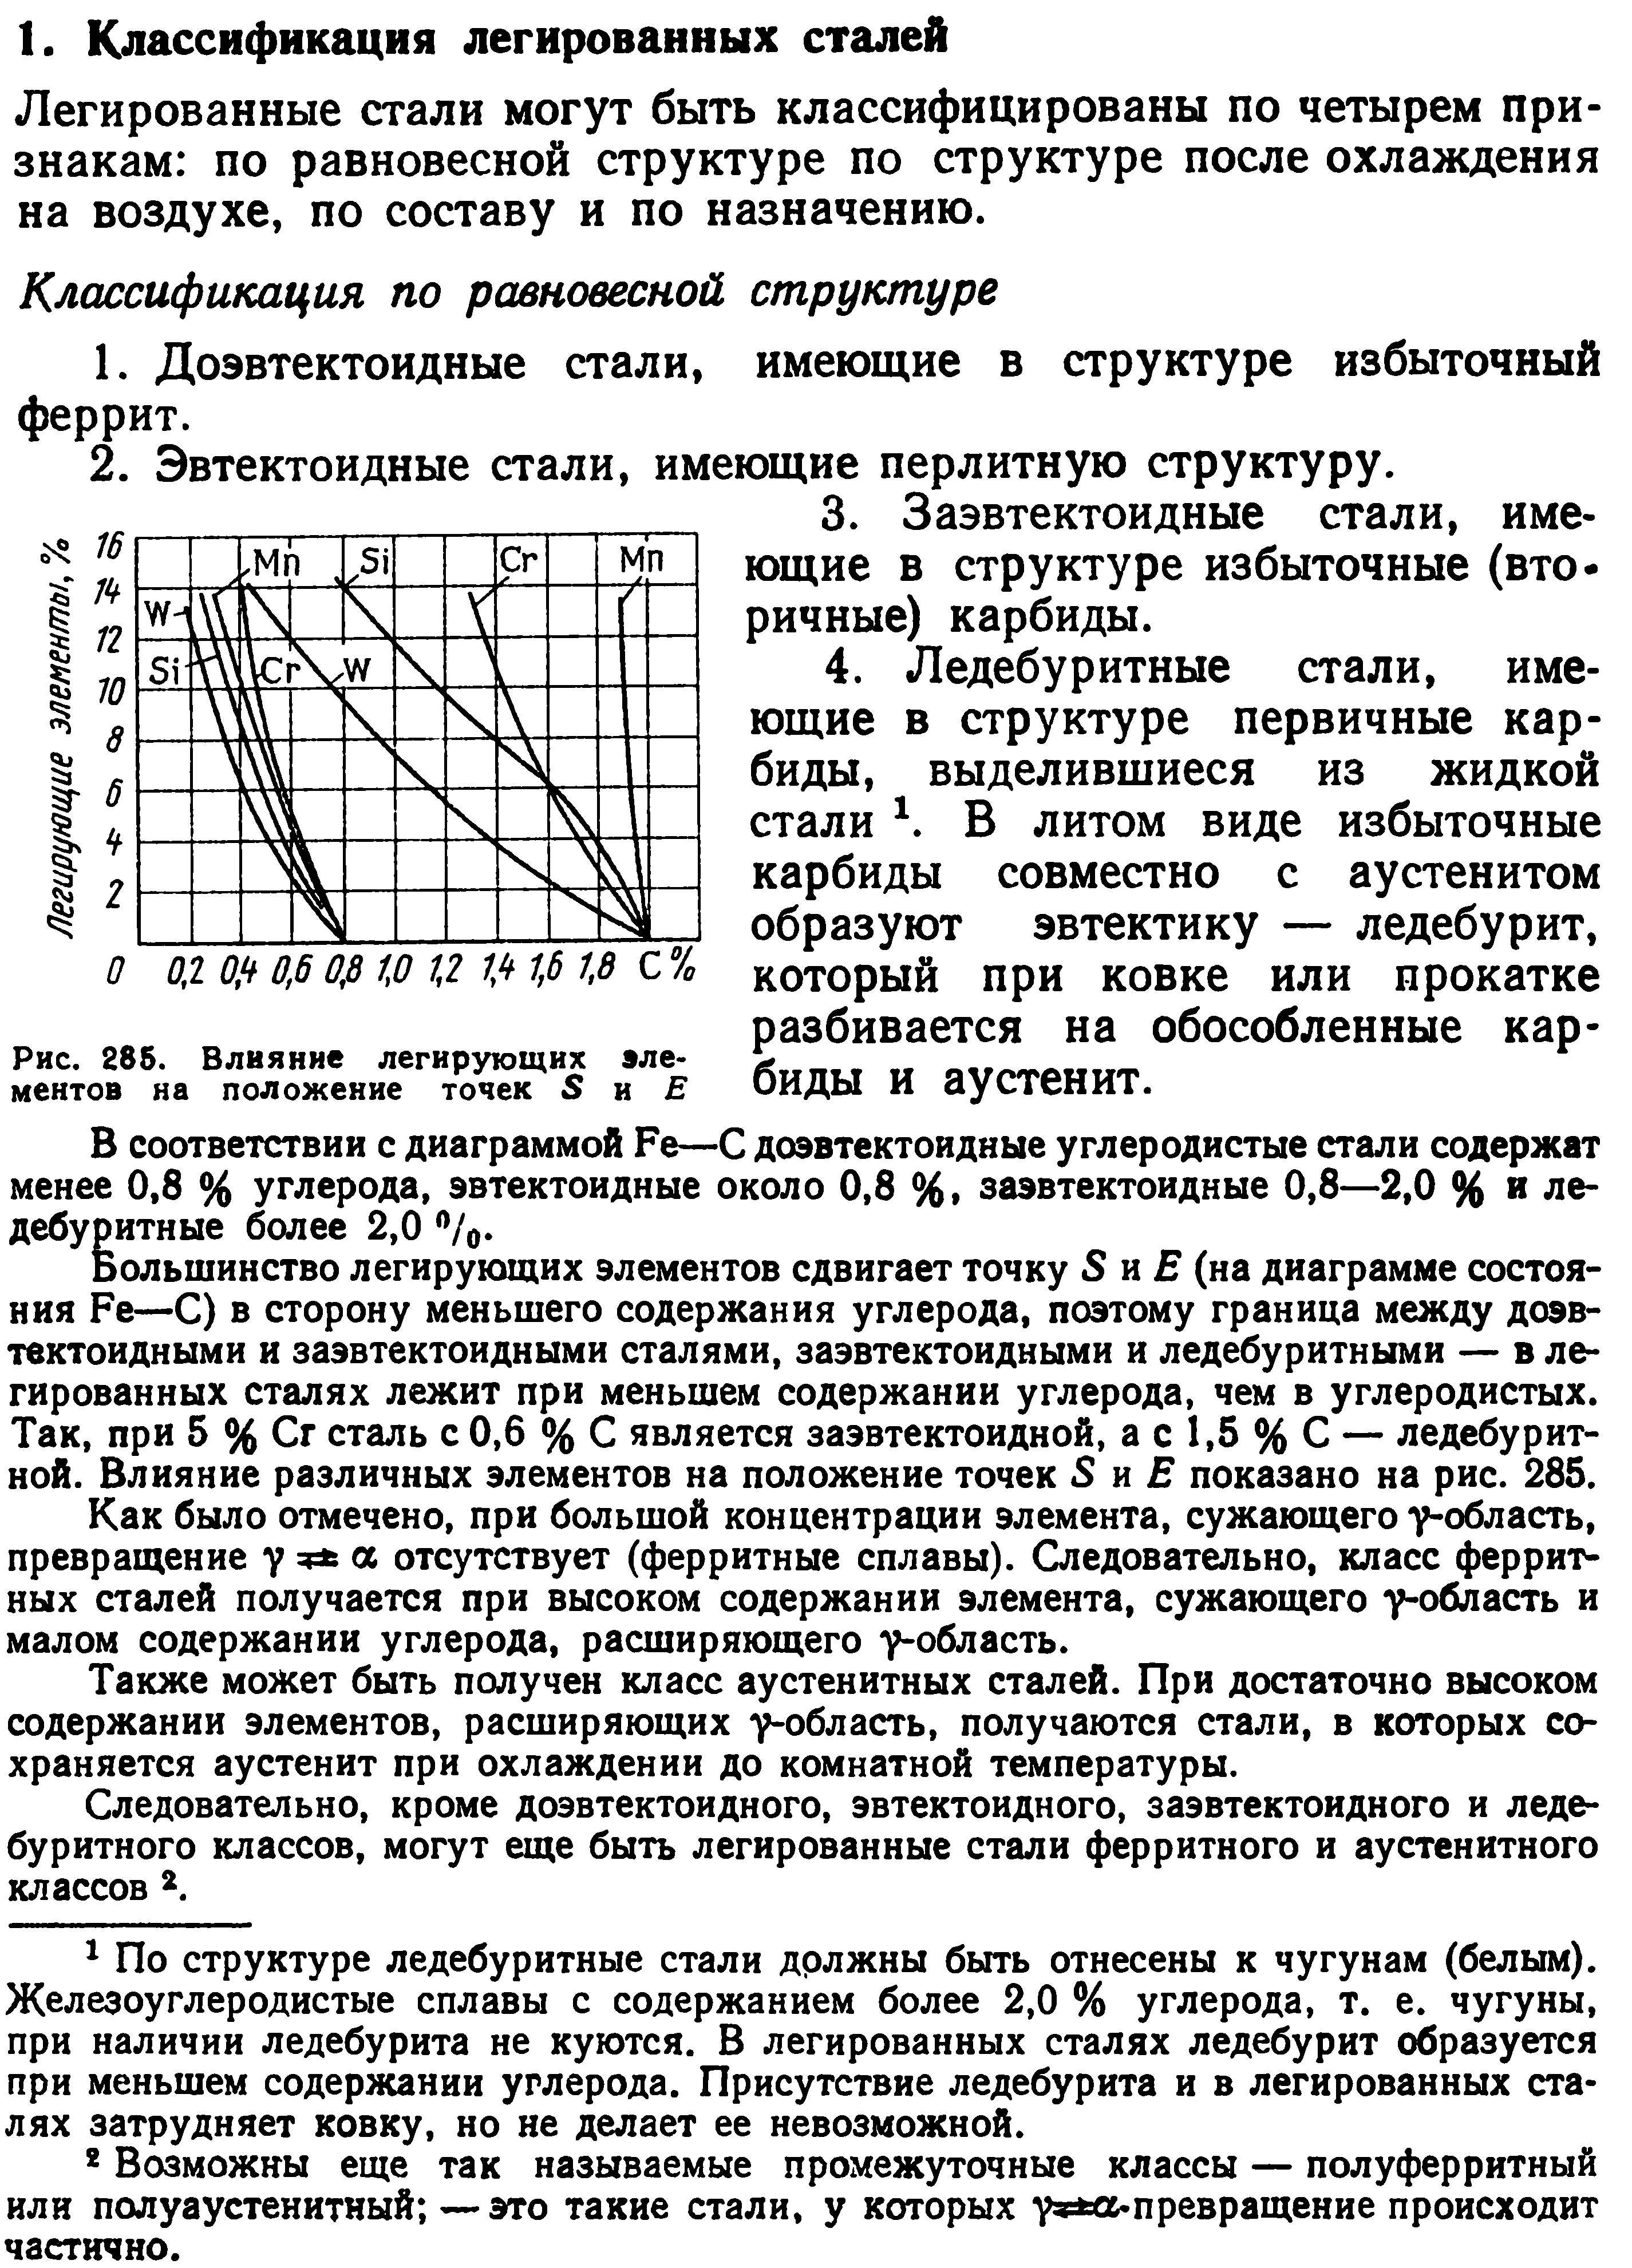 1. Классификация легированных сталей
Легированные стали могут быть классифицированы по четырем при-
знакам: по равновесной структуре по структуре после охлаждения
на воздухе, по составу и по назначению.
Классификация по равновесной структуре
1. Доэвтектоидные стали, имеющие в структуре избыточный
феррит.
2. Эвтектоидные стали, имеющие перлитную структуру.
3. Заэвтектоидные стали, име-
ющие в структуре избыточные (вто-
ричные) карбиды.
4. Ледебуритные стали, име-
ющие в структуре первичные кар-
биды, выделившиеся из жидкой
стали ¹. В литом виде избыточные
карбиды совместно с аустенитом
образуют эвтектику — ледебурит,
который при ковке или прокатке
разбивается на обособленные кар-
биды и аустенит.
Легирующие элементы, %
16
14
12
10
8
6
4
2
Mn Si Cr Mn
W
Si Cr W
0 0,2 0,4 0,6 0,8 1,0 1,2 1,4 1,6 1,8 C %
Рис. 285. Влияние легирующих эле-
ментов на положение точек S и E
В соответствии с диаграммой Fe—C доэвтектоидные углеродистые стали содержат
менее 0,8 % углерода, эвтектоидные около 0,8 %, заэвтектоидные 0,8—2,0 % и ле-
дебуритные более 2,0 %.
Большинство легирующих элементов сдвигает точку S и E (на диаграмме состоя-
ния Fe—C) в сторону меньшего содержания углерода, поэтому граница между доэв-
тектоидными и заэвтектоидными сталями, заэвтектоидными и ледебуритными — в ле-
гированных сталях лежит при меньшем содержании углерода, чем в углеродистых.
Так, при 5 % Cr сталь с 0,6 % C является заэвтектоидной, а с 1,5 % C — ледебурит-
ной. Влияние различных элементов на положение точек S и E показано на рис. 285.
Как было отмечено, при большой концентрации элемента, сужающего γ-область,
превращение γ ⇄ α отсутствует (ферритные сплавы). Следовательно, класс феррит-
ных сталей получается при высоком содержании элемента, сужающего γ-область и
малом содержании углерода, расширяющего γ-область.
Также может быть получен класс аустенитных сталей. При достаточно высоком
содержании элементов, расширяющих γ-область, получаются стали, в которых со-
храняется аустенит при охлаждении до комнатной температуры.
Следовательно, кроме доэвтектоидного, эвтектоидного, заэвтектоидного и леде-
буритного классов, могут еще быть легированные стали ферритного и аустенитного
классов ².
¹ По структуре ледебуритные стали должны быть отнесены к чугунам (белым).
Железоуглеродистые сплавы с содержанием более 2,0 % углерода, т. е. чугуны,
при наличии ледебурита не куются. В легированных сталях ледебурит образуется
при меньшем содержании углерода. Присутствие ледебурита и в легированных ста-
лях затрудняет ковку, но не делает ее невозможной.
² Возможны еще так называемые промежуточные классы — полуферритный
или полуаустенитный; — это такие стали, у которых γ⇄α-превращение происходит
частично.